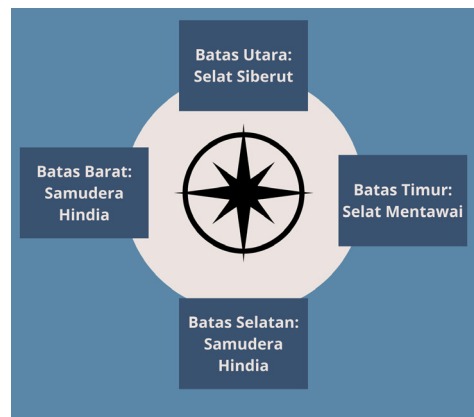 Batas Utara:
Selat Siberut
Batas Barat:
Samudera
Hindia
Batas Timur:
Selat Mentawai
Batas Selatan:
Samudera
Hindia